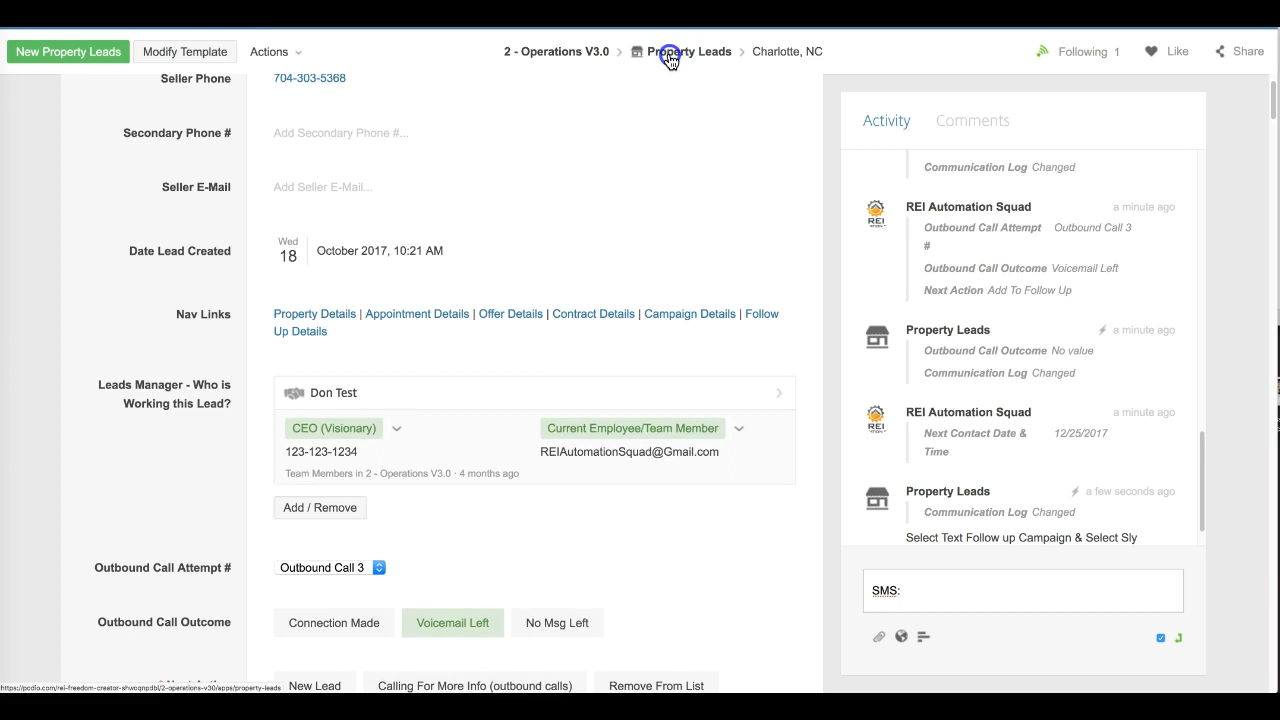 New Property Leads
Modify Template
Actions
2 - Operations V3.0 > Property Leads > Charlotte, NC
Following 1
Like
Share
Seller Phone
704-303-5368
Secondary Phone #
Add Secondary Phone #...
Seller E-Mail
Add Seller E-Mail...
Date Lead Created
Wed
18
October 2017, 10:21 AM
Nav Links
Property Details | Appointment Details | Offer Details | Contract Details | Campaign Details | Follow
Up Details
Leads Manager - Who is
Working this Lead?
Don Test
CEO (Visionary)
Current Employee/Team Member
123-123-1234
REIAutomationSquad@Gmail.com
Team Members in 2 - Operations V3.0 · 4 months ago
Add / Remove
Outbound Call Attempt #
Outbound Call 3
Outbound Call Outcome
Connection Made
Voicemail Left
No Msg Left
New Lead
Calling For More Info (outbound calls)
Remove From List
Activity
Comments
Communication Log Changed
REI Automation Squad
a minute ago
Outbound Call Attempt Outbound Call 3
#
Outbound Call Outcome Voicemail Left
Next Action Add To Follow Up
Property Leads
a minute ago
Outbound Call Outcome No value
Communication Log Changed
REI Automation Squad
a minute ago
Next Contact Date & 12/25/2017
Time
Property Leads
a few seconds ago
Communication Log Changed
Select Text Follow up Campaign & Select Sly
SMS: